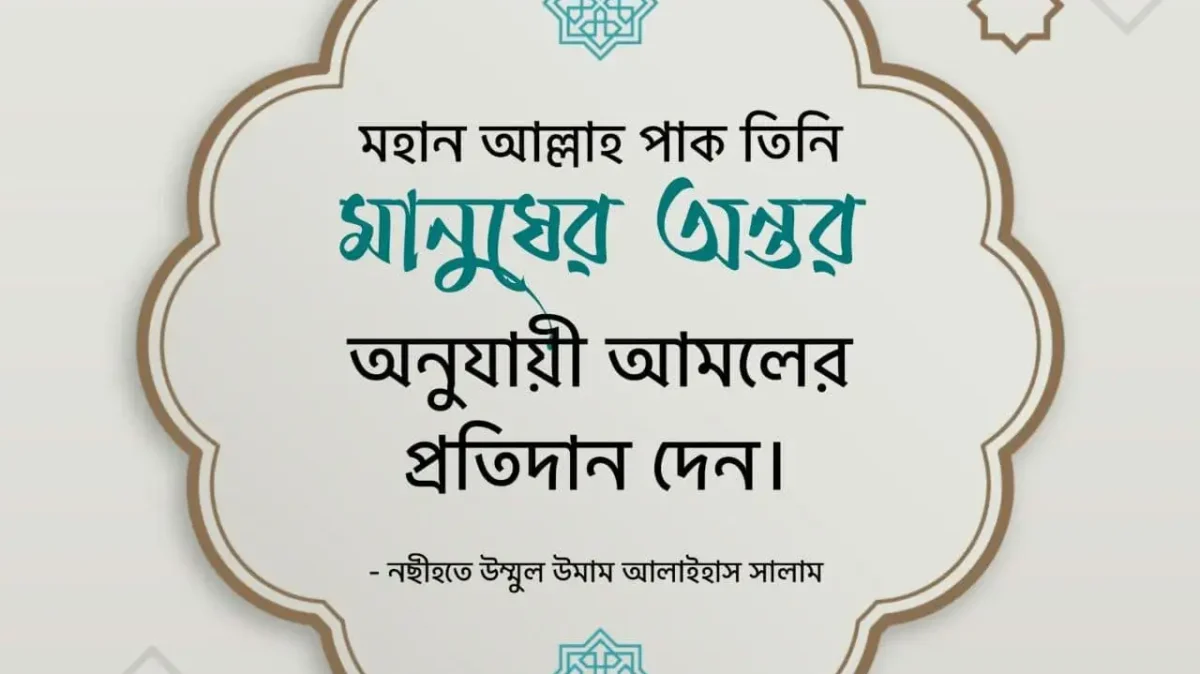 মহান আল্লাহ পাক তিনি
মানুষের অন্তর
অনুযায়ী আমলের
প্রতিদান দেন।
- নছীহতে উম্মুল উমাম আলাইহাস সালাম